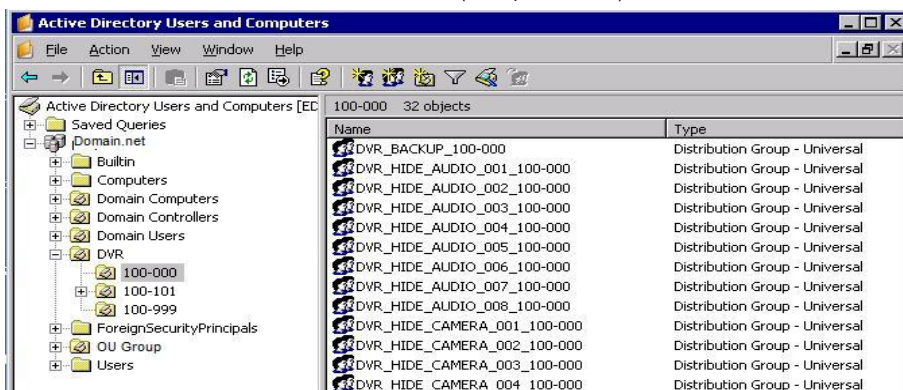 Active Directory Users and Computers
File Action View Window Help
Active Directory Users and Computers [ED
Saved Queries
Domain.net
Builtin
Computers
Domain Computers
Domain Controllers
Domain Users
DVR
100-000
100-101
100-999
ForeignSecurityPrincipals
OU Group
Users
100-000 32 objects
Name Type
DVR_BACKUP_100-000 Distribution Group - Universal
DVR_HIDE_AUDIO_001_100-000 Distribution Group - Universal
DVR_HIDE_AUDIO_002_100-000 Distribution Group - Universal
DVR_HIDE_AUDIO_003_100-000 Distribution Group - Universal
DVR_HIDE_AUDIO_004_100-000 Distribution Group - Universal
DVR_HIDE_AUDIO_005_100-000 Distribution Group - Universal
DVR_HIDE_AUDIO_006_100-000 Distribution Group - Universal
DVR_HIDE_AUDIO_007_100-000 Distribution Group - Universal
DVR_HIDE_AUDIO_008_100-000 Distribution Group - Universal
DVR_HIDE_CAMERA_001_100-000 Distribution Group - Universal
DVR_HIDE_CAMERA_002_100-000 Distribution Group - Universal
DVR_HIDE_CAMERA_003_100-000 Distribution Group - Universal
DVR_HIDE_CAMERA_004_100-000 Distribution Group - Universal